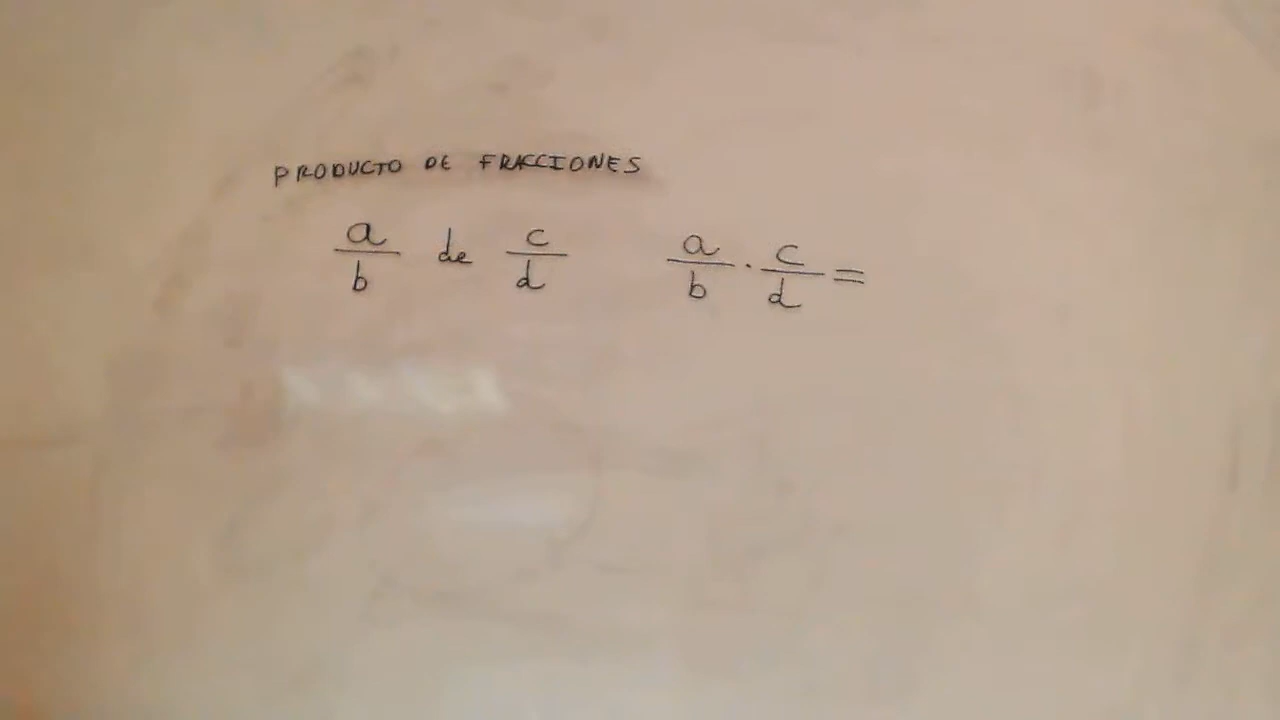 PRODUCTO DE FRACCIONES
a/b de c/d a/b · c/d =